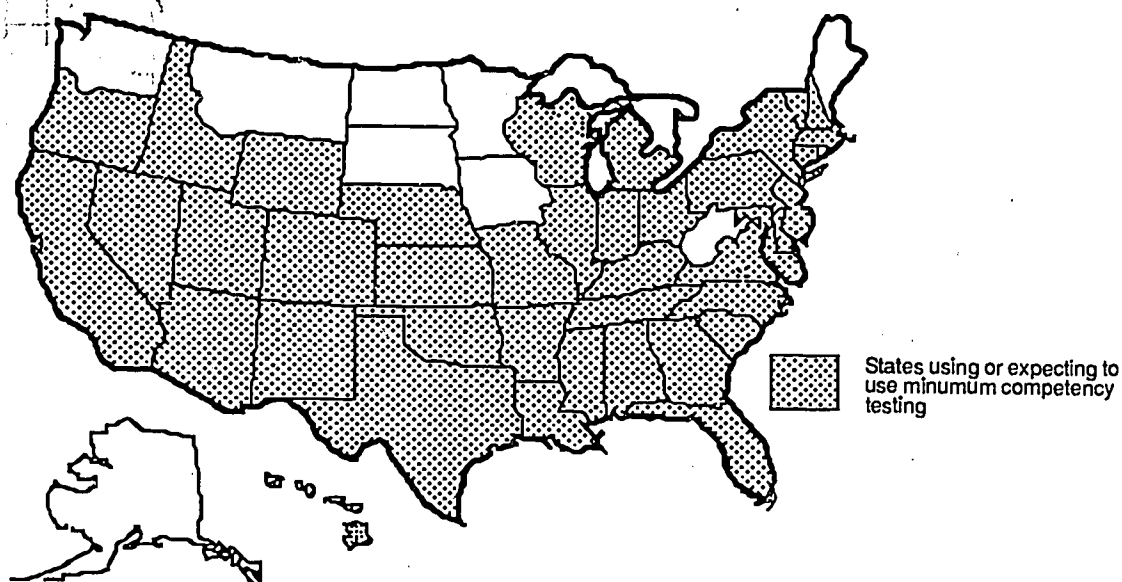 States using or expecting to
use minumum competency
testing